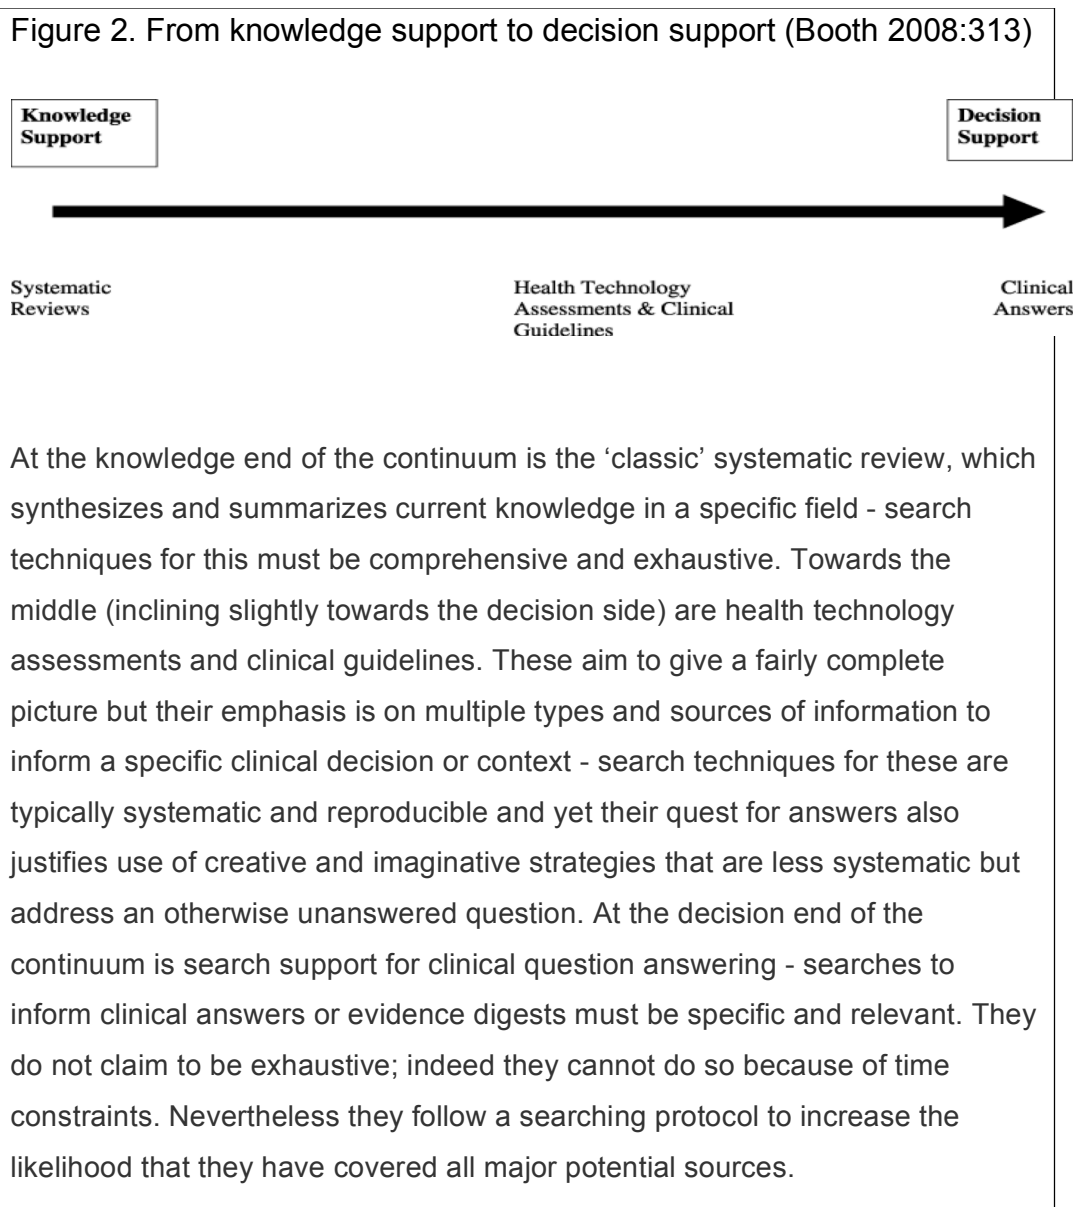 Figure 2. From knowledge support to decision support (Booth 2008:313)
Knowledge
Support
Decision
Support
Systematic
Reviews
Health Technology
Assessments & Clinical
Guidelines
Clinical
Answers
At the knowledge end of the continuum is the ‘classic’ systematic review, which
synthesizes and summarizes current knowledge in a specific field - search
techniques for this must be comprehensive and exhaustive. Towards the
middle (inclining slightly towards the decision side) are health technology
assessments and clinical guidelines. These aim to give a fairly complete
picture but their emphasis is on multiple types and sources of information to
inform a specific clinical decision or context - search techniques for these are
typically systematic and reproducible and yet their quest for answers also
justifies use of creative and imaginative strategies that are less systematic but
address an otherwise unanswered question. At the decision end of the
continuum is search support for clinical question answering - searches to
inform clinical answers or evidence digests must be specific and relevant. They
do not claim to be exhaustive; indeed they cannot do so because of time
constraints. Nevertheless they follow a searching protocol to increase the
likelihood that they have covered all major potential sources.